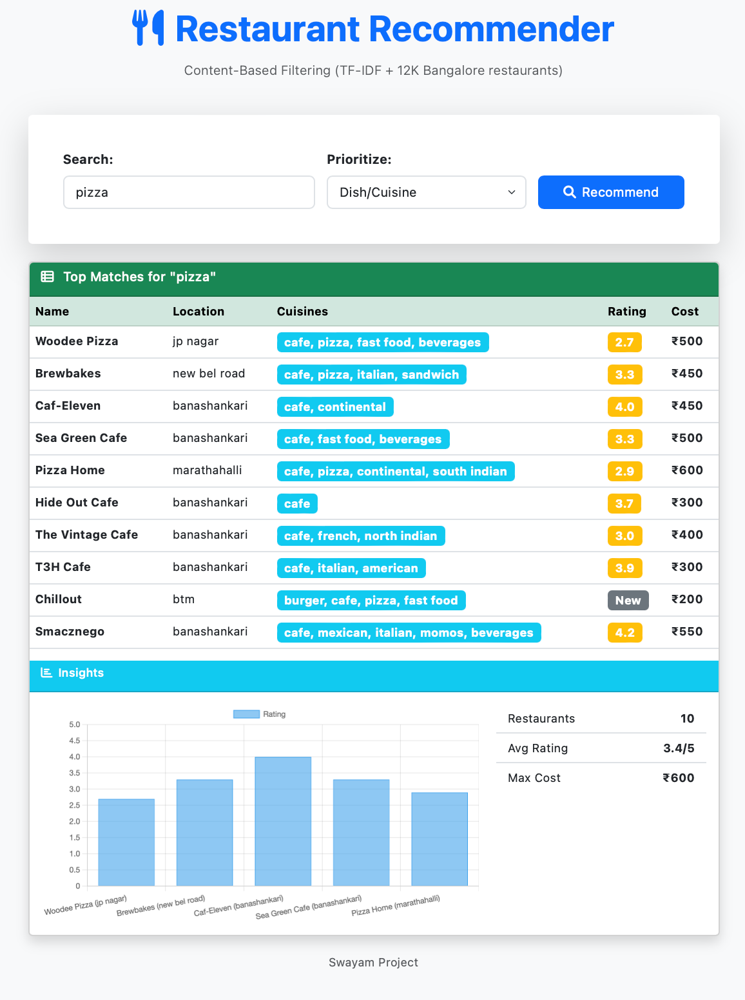 Restaurant Recommender
Content-Based Filtering (TF-IDF + 12K Bangalore restaurants)
Search: Prioritize:
pizza Dish/Cuisine Recommend
Top Matches for "pizza"
Name Location Cuisines Rating Cost
Woodee Pizza jp nagar cafe, pizza, fast food, beverages 2.7 ₹500
Brewbakes new bel road cafe, pizza, italian, sandwich 3.3 ₹450
Caf-Eleven banashankari cafe, continental 4.0 ₹450
Sea Green Cafe banashankari cafe, fast food, beverages 3.3 ₹500
Pizza Home marathahalli cafe, pizza, continental, south indian 2.9 ₹600
Hide Out Cafe banashankari cafe 3.7 ₹300
The Vintage Cafe banashankari cafe, french, north indian 3.0 ₹400
T3H Cafe banashankari cafe, italian, american 3.9 ₹300
Chillout btm burger, cafe, pizza, fast food New ₹200
Smacznego banashankari cafe, mexican, italian, momos, beverages 4.2 ₹550
Insights
Rating
5.0
4.5
4.0
3.5
3.0
2.5
2.0
1.5
1.0
0.5
0
Woodee Pizza (jp nagar)
Brewbakes (new bel road)
Caf-Eleven (banashankari)
Sea Green Cafe (banashankari)
Pizza Home (marathahalli)
Restaurants 10
Avg Rating 3.4/5
Max Cost ₹600
Swayam Project